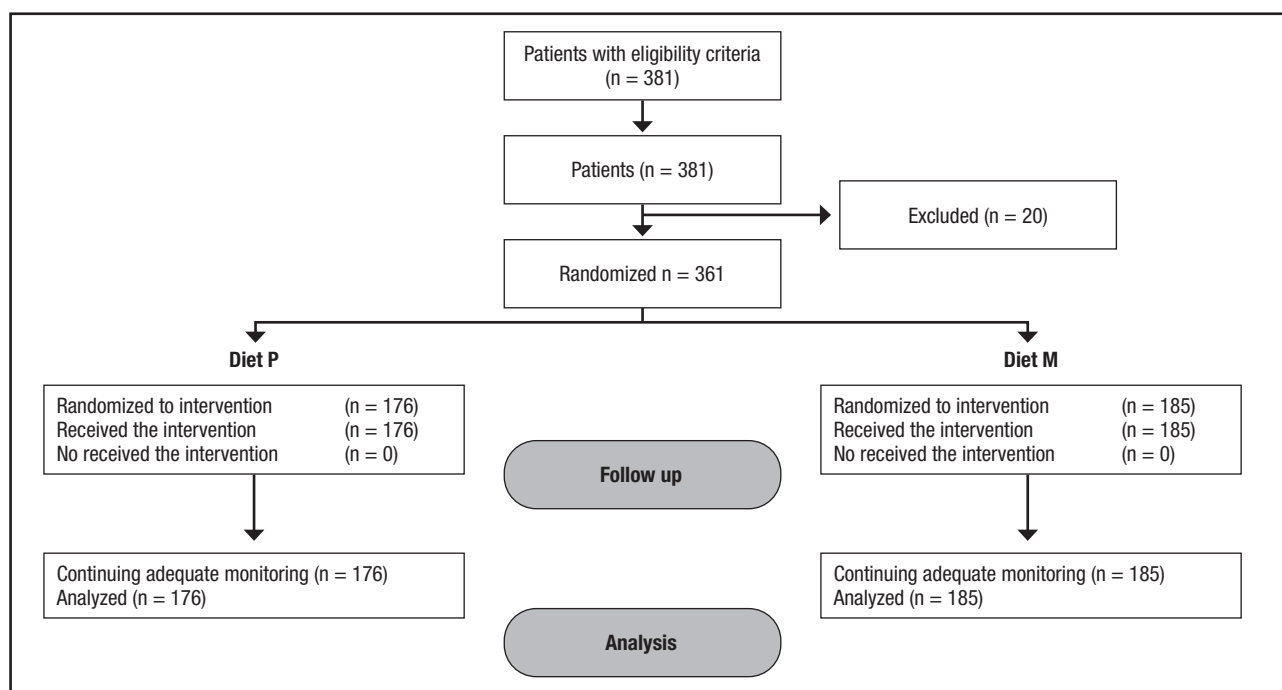 Patients with eligibility criteria
(n = 381)
Patients (n = 381)
Excluded (n = 20)
Randomized n = 361
Diet P
Diet M
Randomized to intervention (n = 176)
Received the intervention (n = 176)
No received the intervention (n = 0)
Randomized to intervention (n = 185)
Received the intervention (n = 185)
No received the intervention (n = 0)
Follow up
Continuing adequate monitoring (n = 176)
Analyzed (n = 176)
Continuing adequate monitoring (n = 185)
Analyzed (n = 185)
Analysis